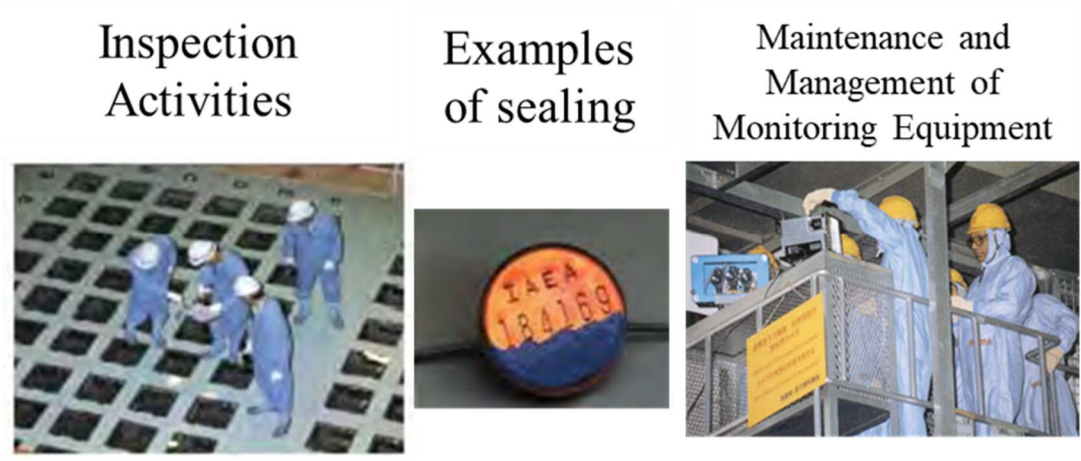 Inspection
Activities
Examples
of sealing
Maintenance and
Management of
Monitoring Equipment
IAEA
184169